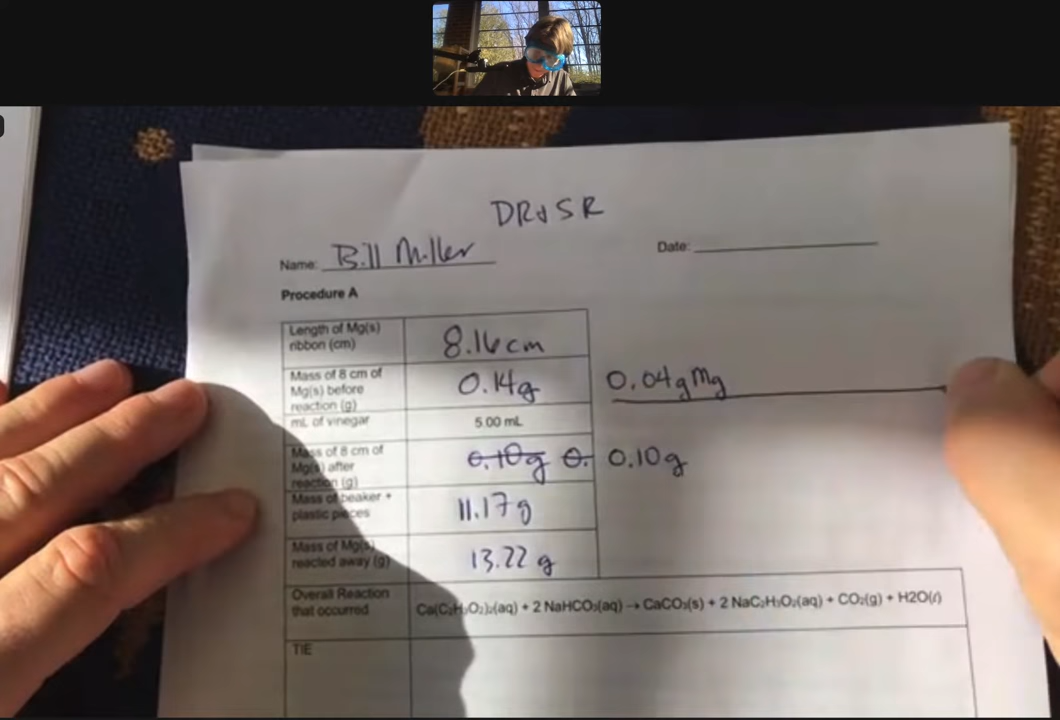 DR & SR
Name: Bill Miller
Date:
Procedure A
Length of Mg(s)
ribbon (cm)
8.16 cm
Mass of 8 cm of
Mg(s) before
reaction (g)
0.14g
0.04g Mg
mL of vinegar
5.00 mL
Mass of 8 cm of
Mg(s) after
reaction (g)
0.10g 0.
0.10g
Mass of beaker +
plastic pieces
11.17g
Mass of Mg(s)
reacted away (g)
13.22 g
Overall Reaction
that occurred
Ca(C₂H₃O₂)₂(aq) + 2 NaHCO₃(aq) → CaCO₃(s) + 2 NaC₂H₃O₂(aq) + CO₂(g) + H2O(ℓ)
TIE